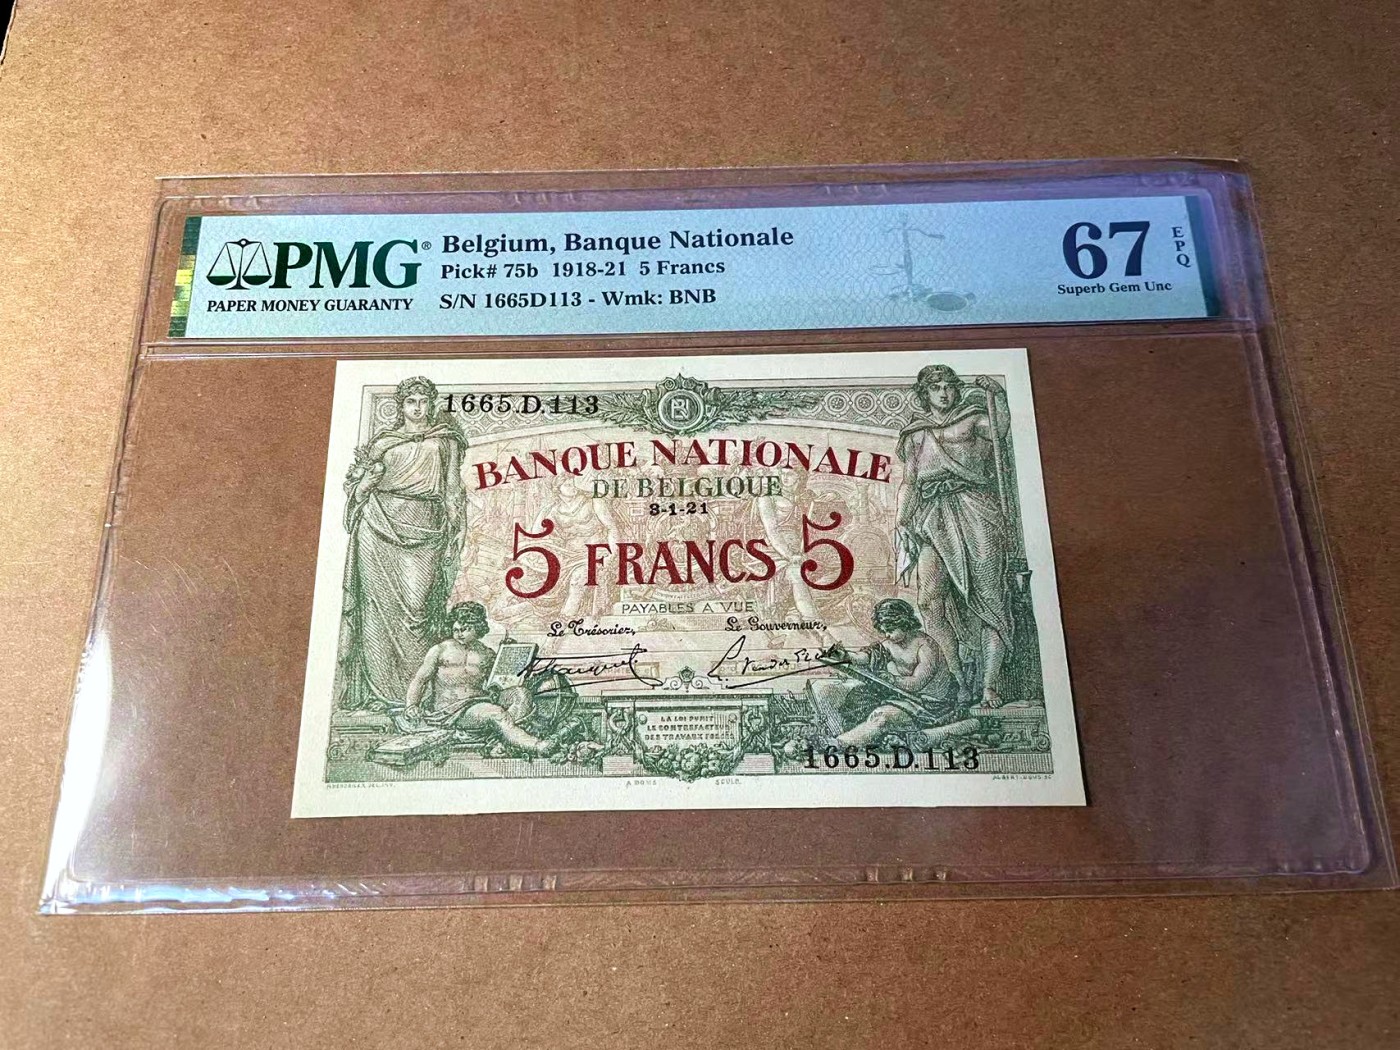 PMG®
PAPER MONEY GUARANTY
Belgium, Banque Nationale
Pick# 75b 1918-21 5 Francs
S/N 1665D113 - Wmk: BNB
67
EPQ
Superb Gem Unc
1665.D.113
BANQUE NATIONALE
DE BELGIQUE
3-1-21
5 FRANCS 5
PAYABLES A VUE
Le Trésorier, Le Gouverneur,
LA LOI PUNIT
LE CONTREFACTEUR
DES TRAVAUX FORCÉS
1665.D.113
A DOMS SCULP.